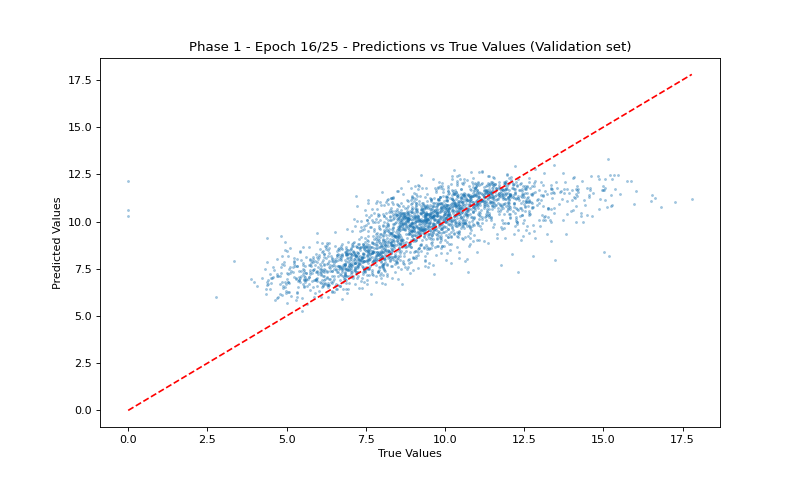 Phase 1 - Epoch 16/25 - Predictions vs True Values (Validation set)
17.5
15.0
12.5
10.0
7.5
5.0
2.5
0.0
Predicted Values
0.0 2.5 5.0 7.5 10.0 12.5 15.0 17.5
True Values